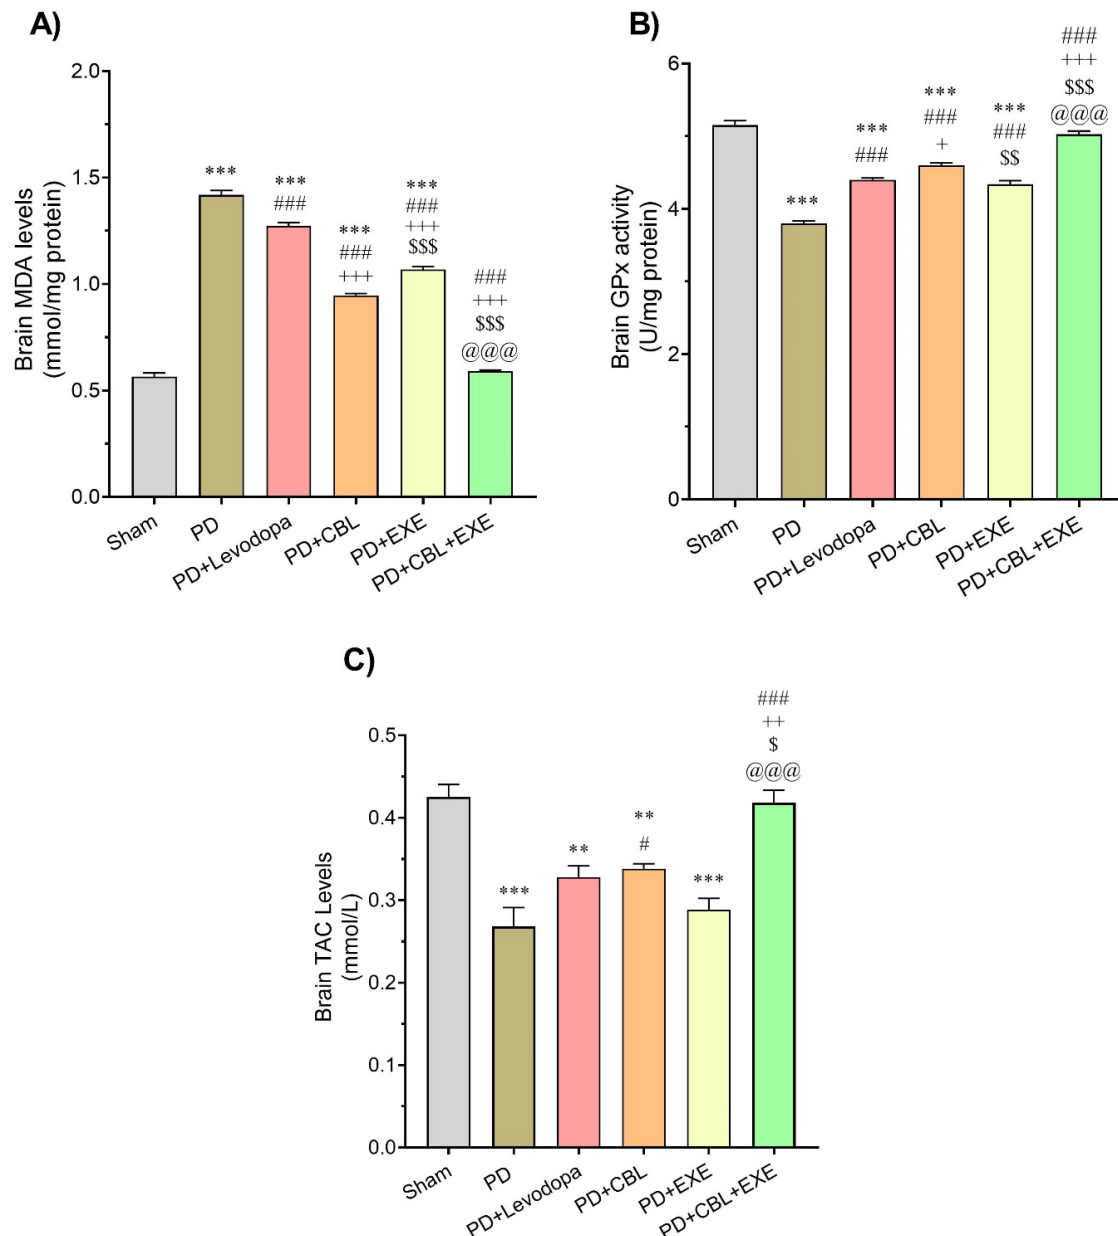 A)
Brain MDA levels
(mmol/mg protein)
2.0
1.5
1.0
0.5
0.0
***
***
###
***
###
+++
***
###
+++
$$$
###
+++
$$$
@@@
Sham
PD
PD+Levodopa
PD+CBL
PD+EXE
PD+CBL+EXE
B)
Brain GPx activity
(U/mg protein)
6
4
2
0
***
***
###
***
###
+
***
###
$$
###
+++
$$$
@@@
Sham
PD
PD+Levodopa
PD+CBL
PD+EXE
PD+CBL+EXE
C)
Brain TAC Levels
(mmol/L)
0.5
0.4
0.3
0.2
0.1
0.0
***
**
**
#
***
###
++
$
@@@
Sham
PD
PD+Levodopa
PD+CBL
PD+EXE
PD+CBL+EXE